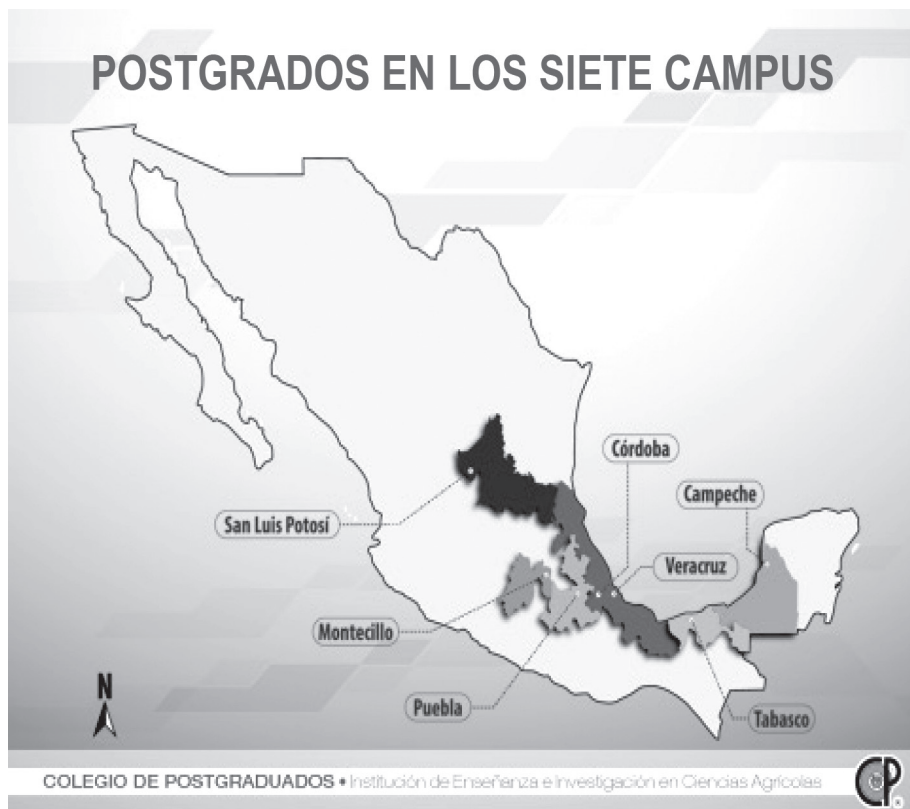 POSTGRADOS EN LOS SIETE CAMPUS
Córdoba
Campeche
San Luis Potosí
Veracruz
Montecillo
Puebla
Tabasco
N
COLEGIO DE POSTGRADUADOS • Institución de Enseñanza e Investigación en Ciencias Agrícolas
CP